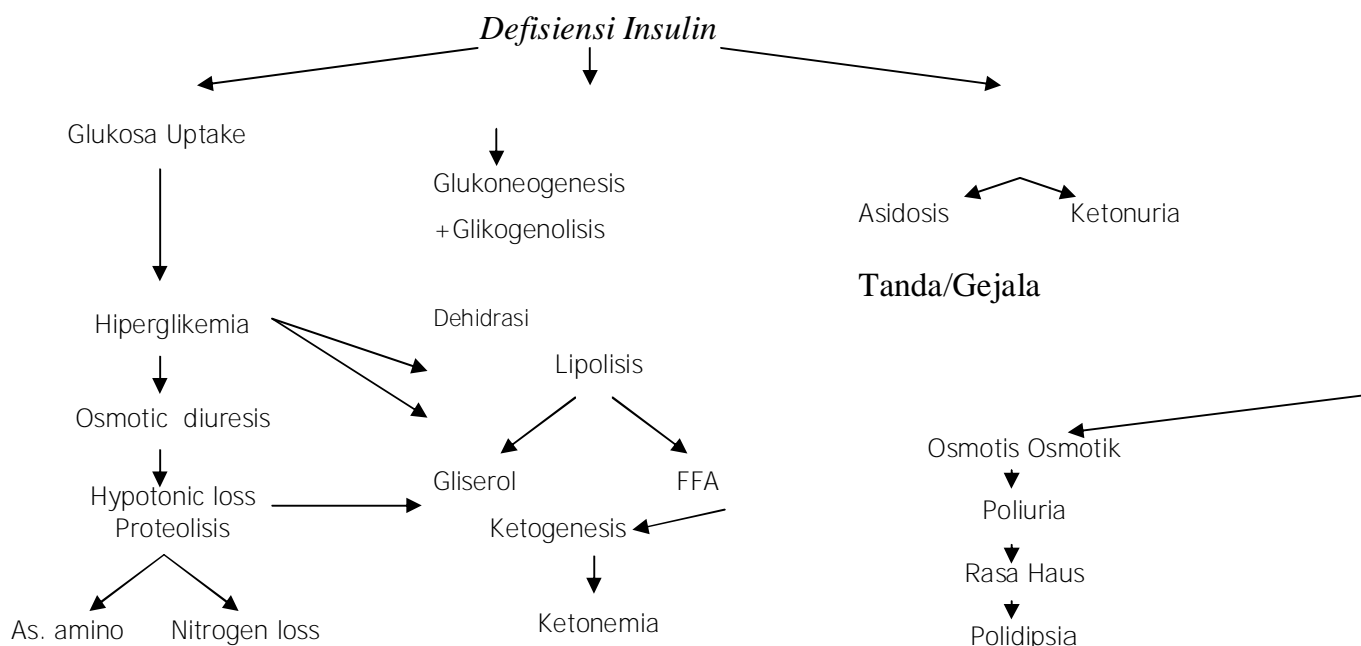 Defisiensi Insulin
Glukosa Uptake
Glukoneogenesis
+Glikogenolisis
Asidosis
Ketonuria
Tanda/Gejala
Hiperglikemia
Dehidrasi
Lipolisis
Osmotic diuresis
Osmotis Osmotik
Hypotonic loss
Proteolisis
Gliserol
FFA
Ketogenesis
Poliuria
Rasa Haus
As. amino
Nitrogen loss
Ketonemia
Polidipsia